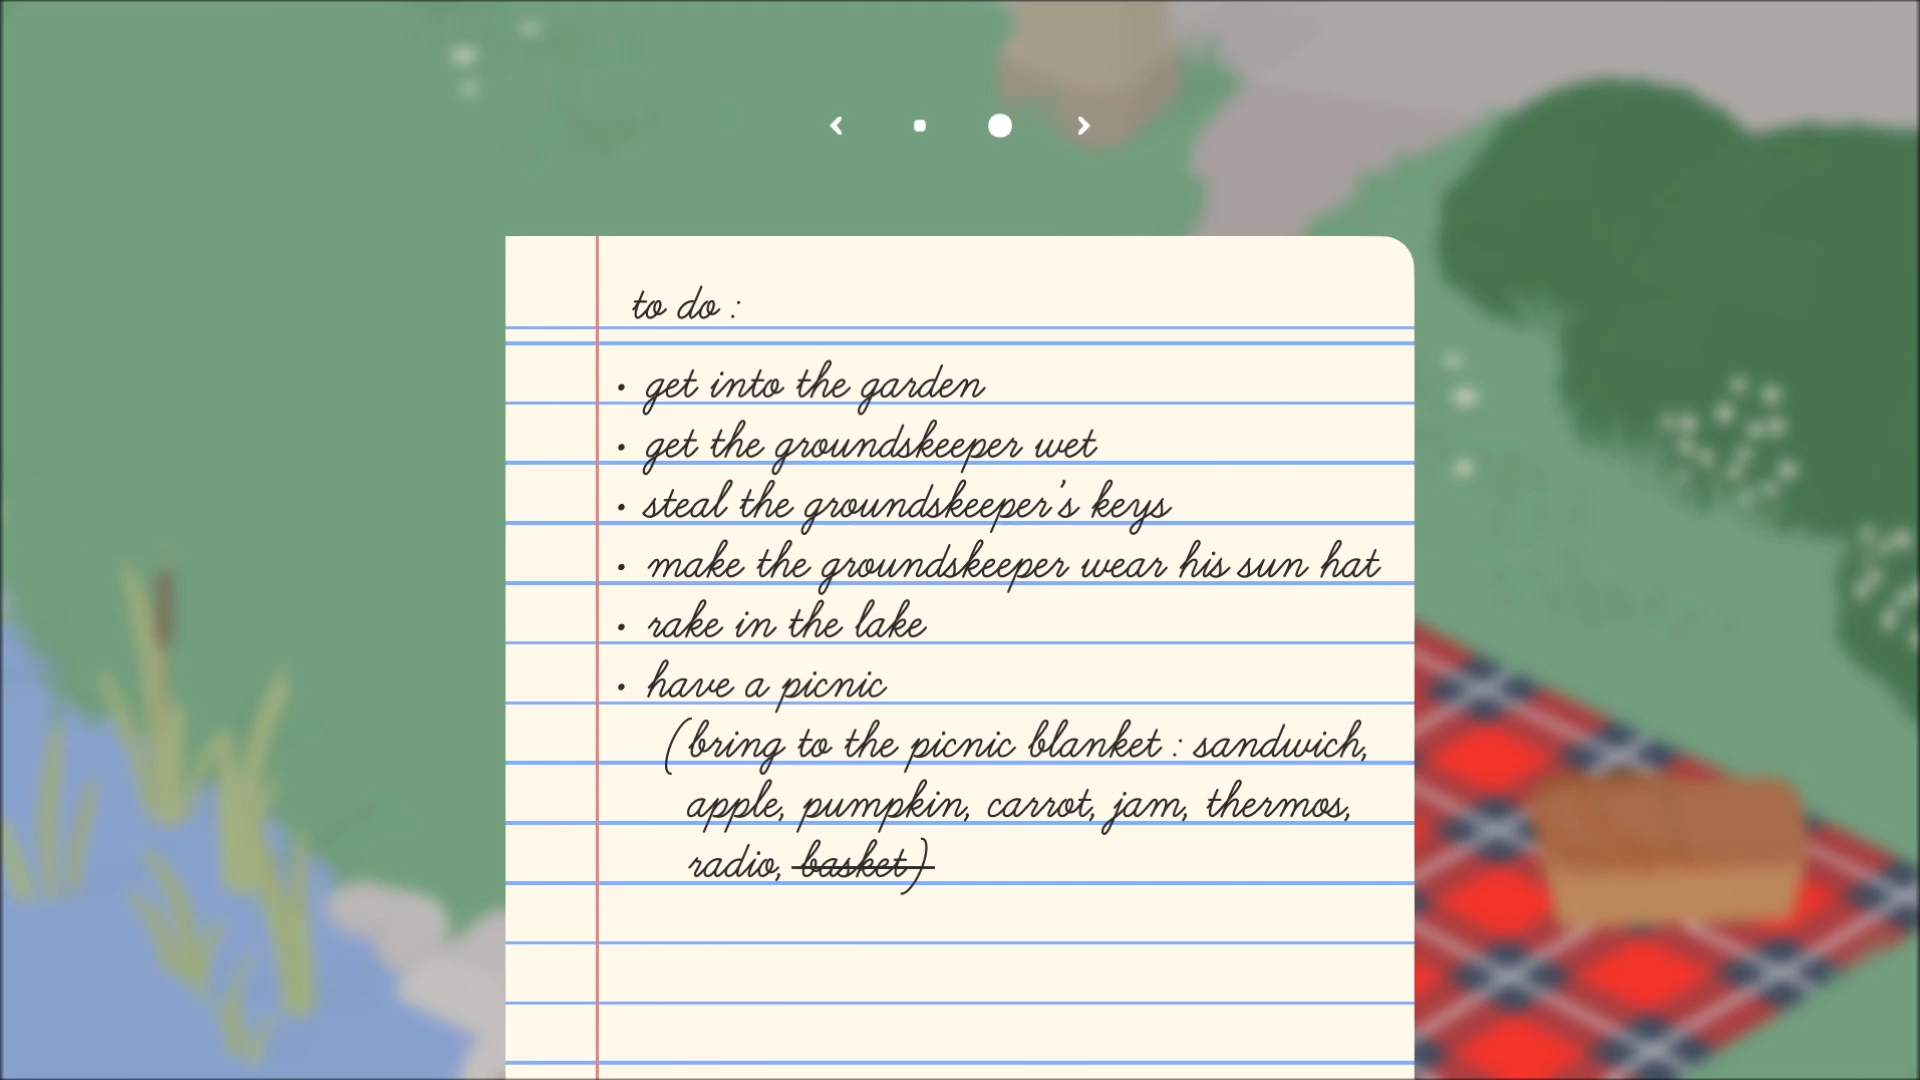 to do :
• get into the garden
• get the groundskeeper wet
• steal the groundskeeper's keys
• make the groundskeeper wear his sun hat
• rake in the lake
• have a picnic
(bring to the picnic blanket : sandwich,
apple, pumpkin, carrot, jam, thermos,
radio, basket)